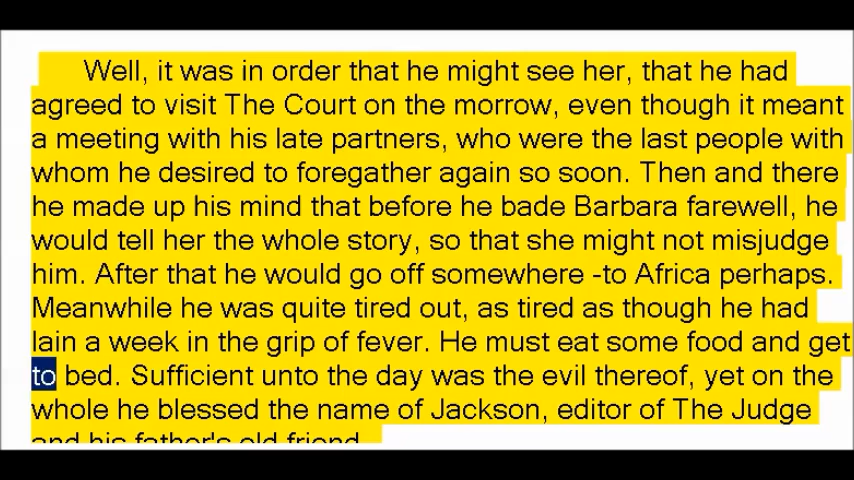 Well, it was in order that he might see her, that he had
agreed to visit The Court on the morrow, even though it meant
a meeting with his late partners, who were the last people with
whom he desired to foregather again so soon. Then and there
he made up his mind that before he bade Barbara farewell, he
would tell her the whole story, so that she might not misjudge
him. After that he would go off somewhere -to Africa perhaps.
Meanwhile he was quite tired out, as tired as though he had
lain a week in the grip of fever. He must eat some food and get
to bed. Sufficient unto the day was the evil thereof, yet on the
whole he blessed the name of Jackson, editor of The Judge
and his father's old friend.